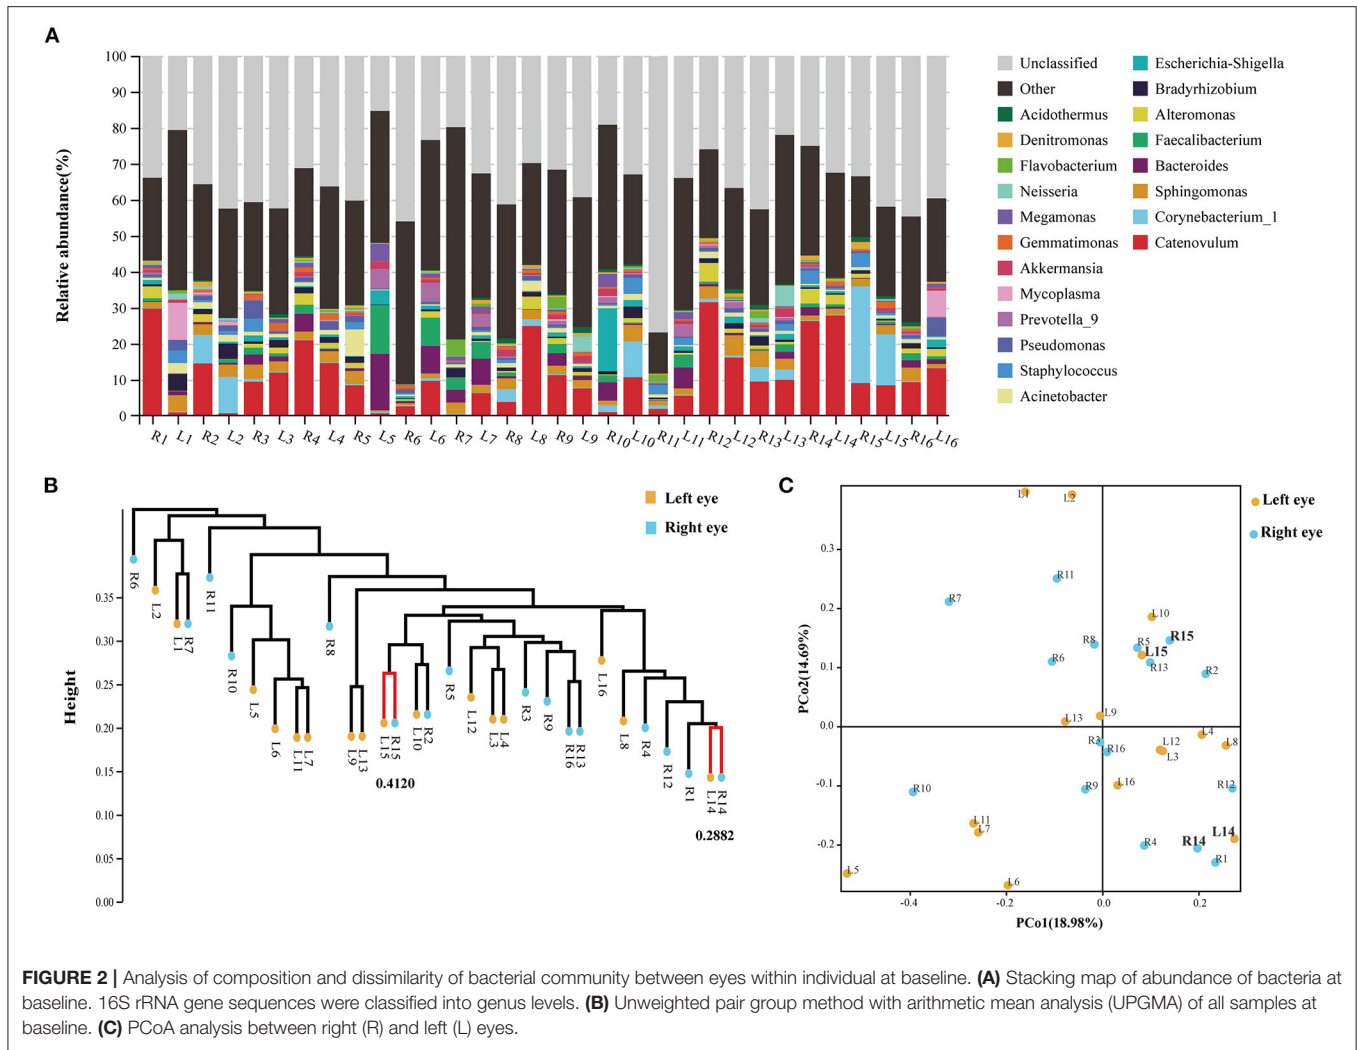 A
Relative abundance(%)
100
90
80
70
60
50
40
30
20
10
0
R1 L1 R2 L2 R3 L3 R4 L4 R5 L5 R6 L6 R7 L7 R8 L8 R9 L9 R10 L10 R11 L11 R12 L12 R13 L13 R14 L14 R15 L15 R16 L16
Unclassified
Other
Acidothermus
Denitromonas
Flavobacterium
Neisseria
Megamonas
Gemmatimonas
Akkermansia
Mycoplasma
Prevotella_9
Pseudomonas
Staphylococcus
Acinetobacter
Escherichia-Shigella
Bradyrhizobium
Alteromonas
Faecalibacterium
Bacteroides
Sphingomonas
Corynebacterium_1
Catenovulum
B
Left eye
Right eye
Height
0.35
0.30
0.25
0.20
0.15
0.10
0.05
0.00
R6 L2 L1 R7 R11 R10 L5 L6 L11 L7 R8 L9 L13 L15 R15 L10 R2 R5 L12 L3 L4 R3 R9 R16 R13 L16 L8 R4 R12 R1 L14 R14
0.4120
0.2882
C
Left eye
Right eye
PCo2(14.69%)
0.3
0.2
0.1
0.0
-0.1
-0.2
L1 L2
R11
R7
L10
R8 R5 R15
L15
R6 R13 R2
L9
L13
L4
R3 R16 L12 L8
L3
L16 R12
R10 R9
L11
L7 L14
R4 R14 R1
L5 L6
-0.4 -0.2 0.0 0.2
PCo1(18.98%)
FIGURE 2 | Analysis of composition and dissimilarity of bacterial community between eyes within individual at baseline. (A) Stacking map of abundance of bacteria at
baseline. 16S rRNA gene sequences were classified into genus levels. (B) Unweighted pair group method with arithmetic mean analysis (UPGMA) of all samples at
baseline. (C) PCoA analysis between right (R) and left (L) eyes.